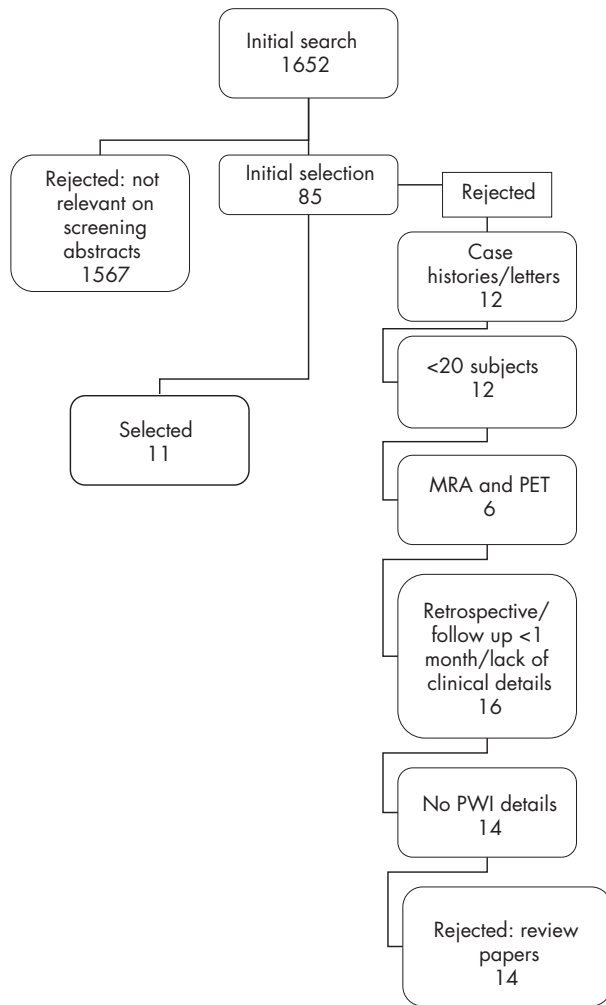 Initial search
1652
Rejected: not
relevant on
screening
abstracts
1567
Initial selection
85
Rejected
Case
histories/letters
12
<20 subjects
12
Selected
11
MRA and PET
6
Retrospective/
follow up <1
month/lack of
clinical details
16
No PWI details
14
Rejected: review
papers
14